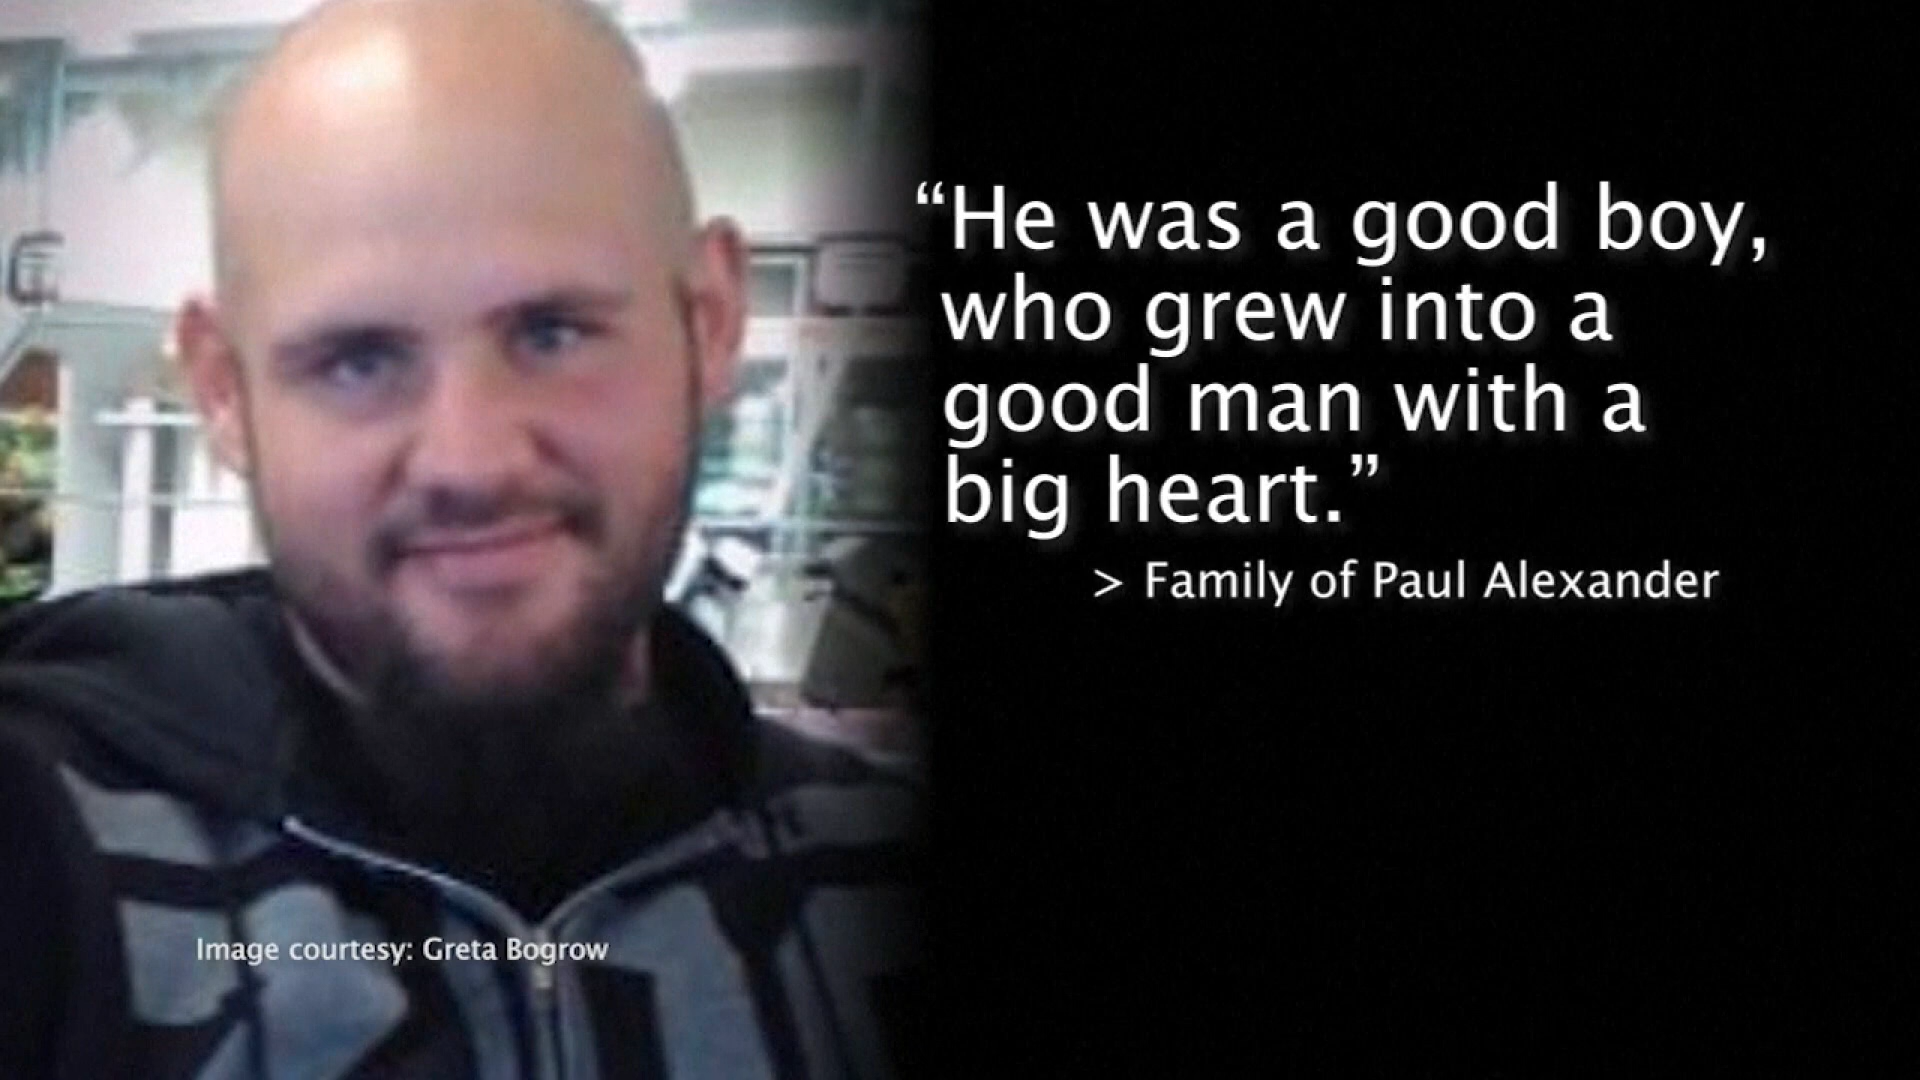 “He was a good boy,
who grew into a
good man with a
big heart.”
> Family of Paul Alexander
Image courtesy: Greta Bogrow